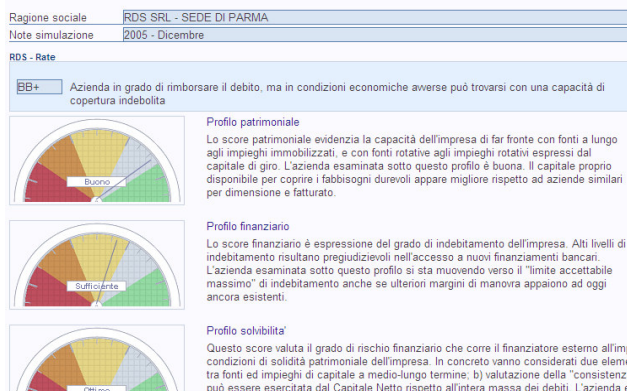 Ragione sociale RDS SRL - SEDE DI PARMA
Note simulazione 2005 - Dicembre
RDS - Rate
BB+ Azienda in grado di rimborsare il debito, ma in condizioni economiche avverse può trovarsi con una capacità di
copertura indebolita
Profilo patrimoniale
Lo score patrimoniale evidenzia la capacità dell'impresa di far fronte con fonti a lungo
agli impieghi immobilizzati, e con fonti rotative agli impieghi rotativi espressi dal
capitale di giro. L'azienda esaminata sotto questo profilo è buona. Il capitale proprio
disponibile per coprire i fabbisogni durevoli appare migliore rispetto ad aziende similari
per dimensione e fatturato.
Buono
Profilo finanziario
Lo score finanziario è espressione del grado di indebitamento dell'impresa. Alti livelli di
indebitamento risultano pregiudizievoli nell'accesso a nuovi finanziamenti bancari.
L'azienda esaminata sotto questo profilo si sta muovendo verso il "limite accettabile
massimo" di indebitamento anche se ulteriori margini di manovra appaiono ad oggi
ancora esistenti.
Sufficiente
Profilo solvibilita'
Questo score valuta il grado di rischio finanziario che corre il finanziatore esterno all'imp
condizioni di solidità patrimoniale dell'impresa. In concreto vanno considerati due eleme
tra fonti ed impieghi di capitale a medio-lungo termine; b) valutazione della "consistenz
può essere esercitata dal Capitale Netto rispetto all'intera massa dei debiti. L'azienda e
Ottimo